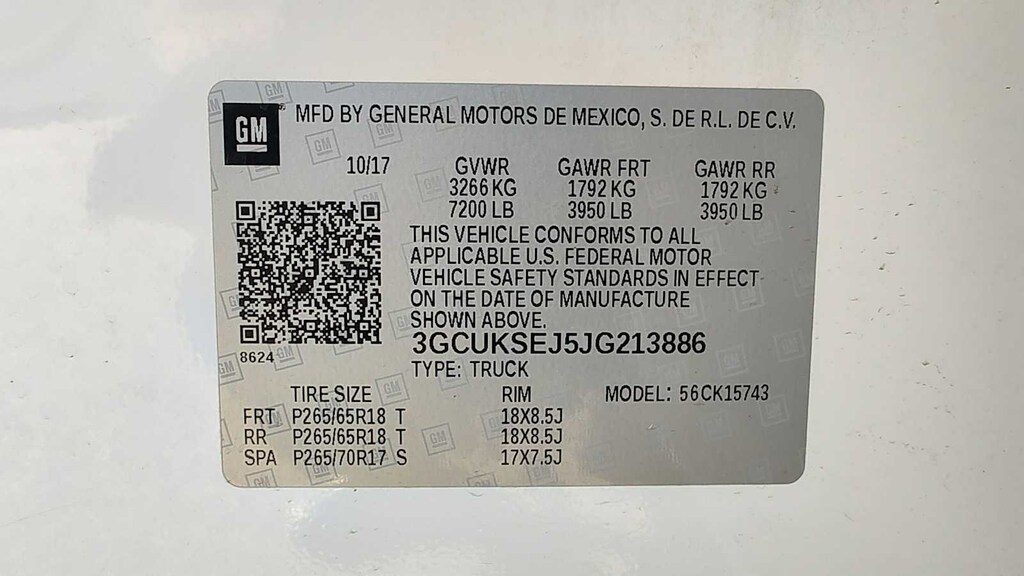 GM MFD BY GENERAL MOTORS DE MEXICO, S. DE R.L. DE C.V.
10/17 GVWR GAWR FRT GAWR RR
3266 KG 1792 KG 1792 KG
7200 LB 3950 LB 3950 LB
THIS VEHICLE CONFORMS TO ALL
APPLICABLE U.S. FEDERAL MOTOR
VEHICLE SAFETY STANDARDS IN EFFECT
ON THE DATE OF MANUFACTURE
SHOWN ABOVE.
3GCUKSEJ5JG213886
8624
TYPE: TRUCK
TIRE SIZE RIM MODEL: 56CK15743
FRT P265/65R18 T 18X8.5J
RR P265/65R18 T 18X8.5J
SPA P265/70R17 S 17X7.5J